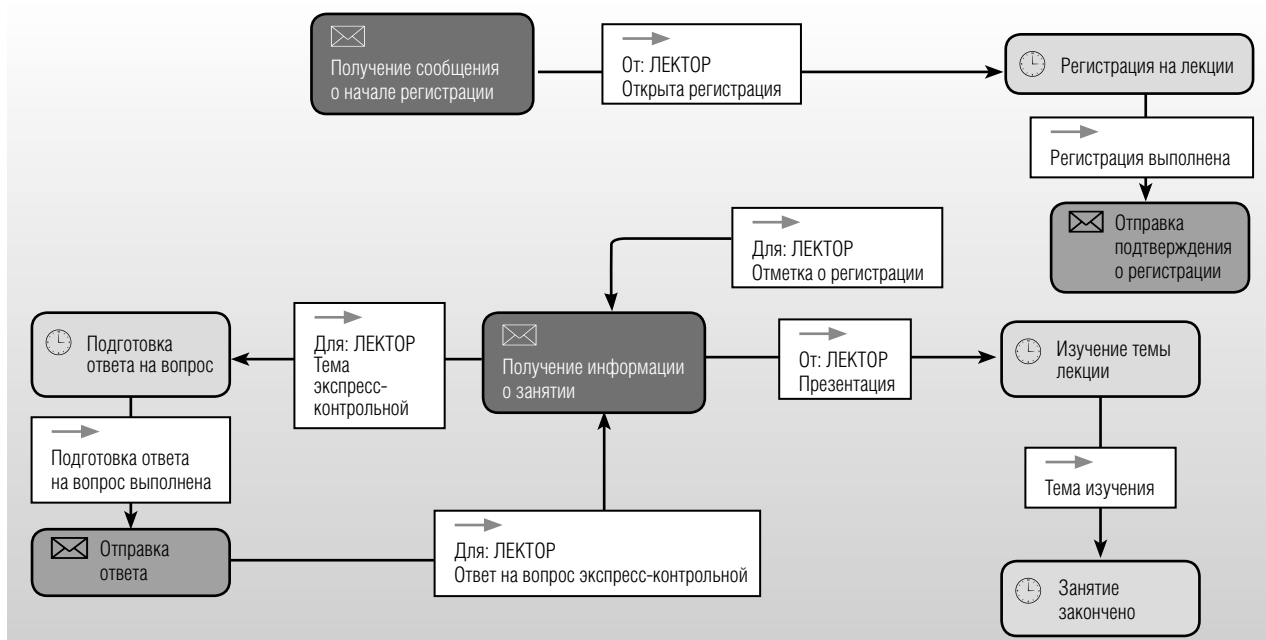 Получение сообщения
о начале регистрации
От: ЛЕКТОР
Открыта регистрация
Регистрация на лекции
Регистрация выполнена
Отправка
подтверждения
о регистрации
Для: ЛЕКТОР
Отметка о регистрации
Подготовка
ответа на вопрос
Для: ЛЕКТОР
Тема
экспресс-
контрольной
Получение информации
о занятии
От: ЛЕКТОР
Презентация
Изучение темы
лекции
Подготовка ответа
на вопрос выполнена
Тема изучения
Отправка
ответа
Для: ЛЕКТОР
Ответ на вопрос экспресс-контрольной
Занятие
закончено